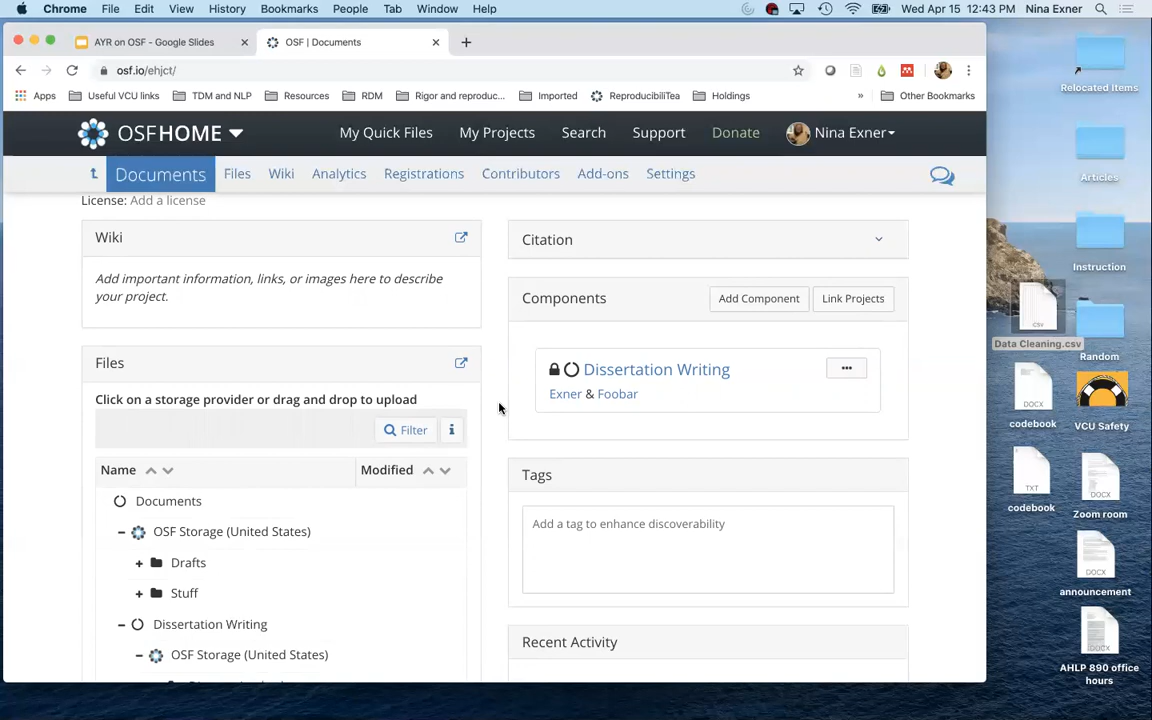 Chrome File Edit View History Bookmarks People Tab Window Help Wed Apr 15 12:43 PM Nina Exner
AYR on OSF - Google Slides
OSF | Documents
osf.io/ehjct/
Apps Useful VCU links TDM and NLP Resources RDM Rigor and reproduc... Imported ReproducibiliTea Holdings » Other Bookmarks
OSFHOME My Quick Files My Projects Search Support Donate Nina Exner
Documents Files Wiki Analytics Registrations Contributors Add-ons Settings
License: Add a license
Wiki
Add important information, links, or images here to describe
your project.
Files
Click on a storage provider or drag and drop to upload
Filter
Name Modified
Documents
OSF Storage (United States)
Drafts
Stuff
Dissertation Writing
OSF Storage (United States)
Citation
Components Add Component Link Projects
Dissertation Writing
Exner & Foobar
Tags
Add a tag to enhance discoverability
Recent Activity
Relocated Items
Articles
Instruction
CSV
Data Cleaning.csv
Random
DOCX
codebook
VCU Safety
TXT
codebook
DOCX
Zoom room
DOCX
announcement
DOCX
AHLP 890 office
hours